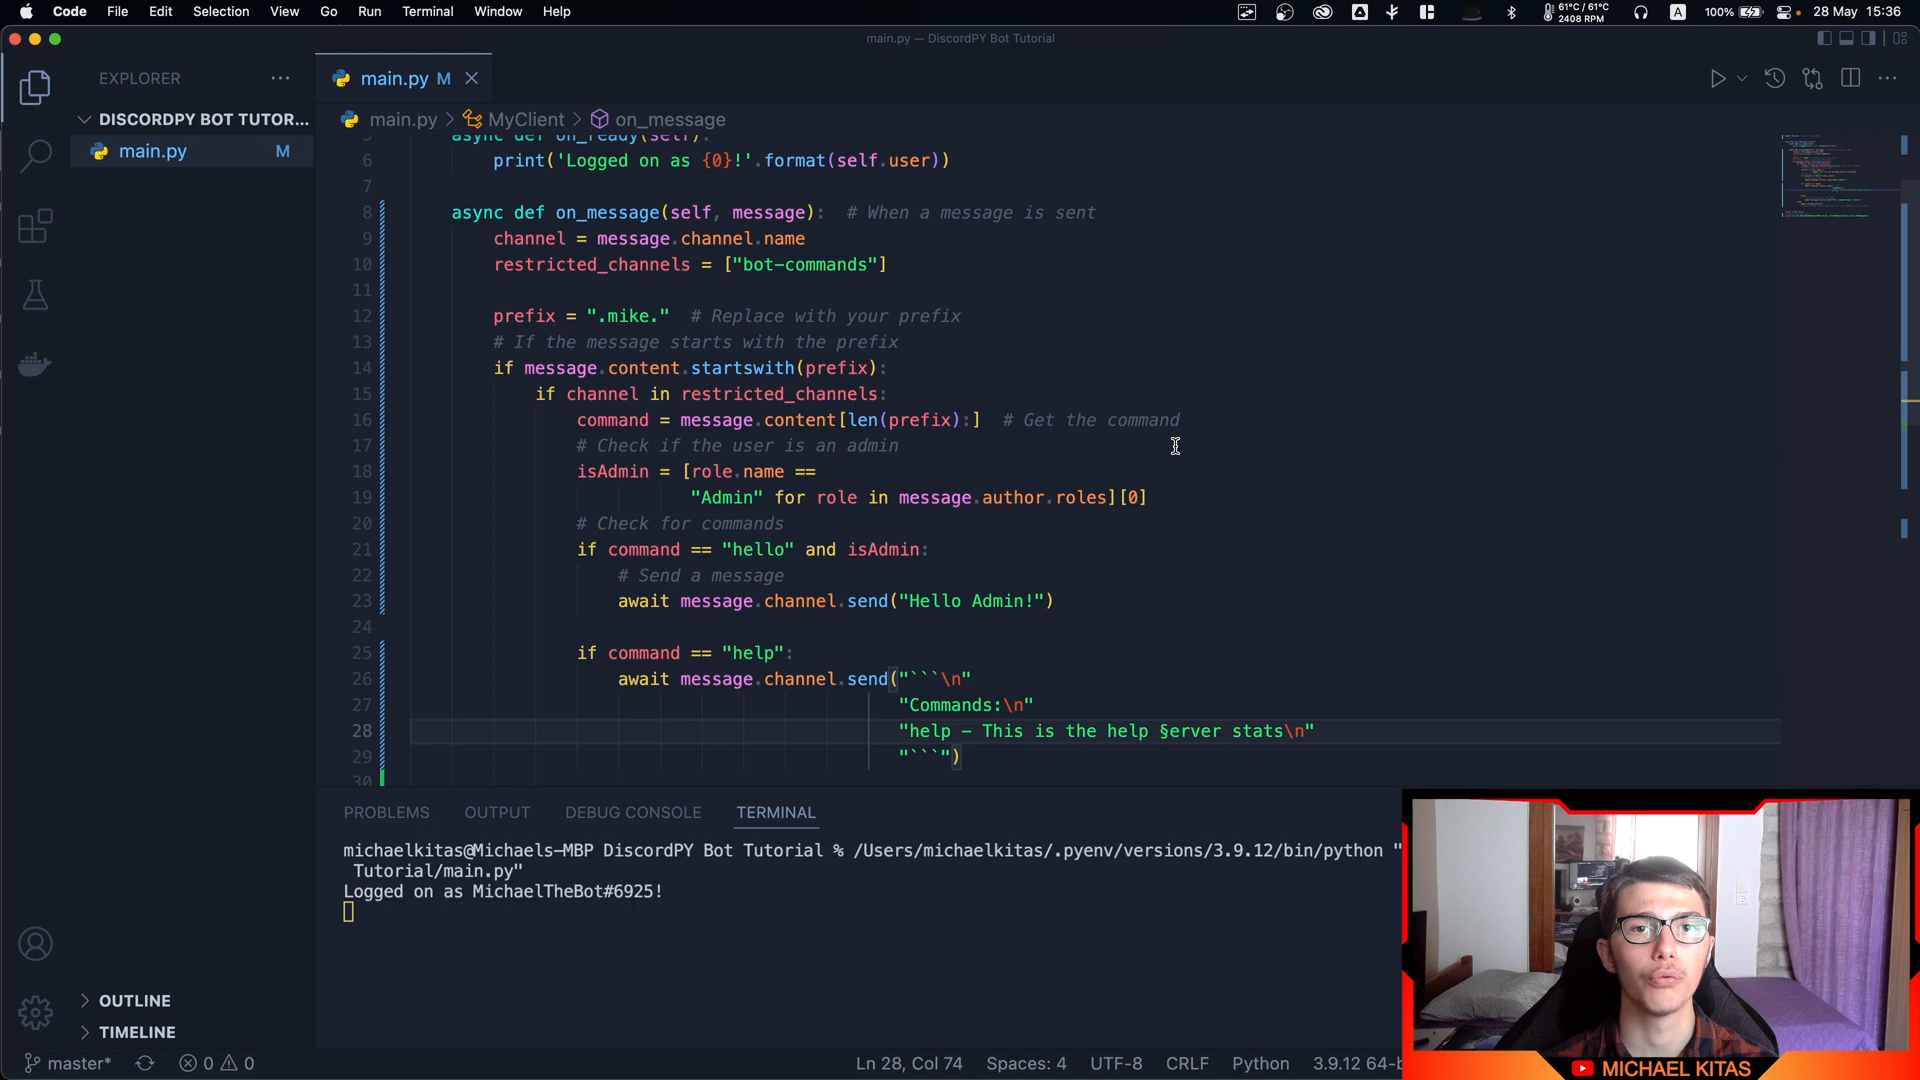 Code File Edit Selection View Go Run Terminal Window Help
61°C / 61°C
2408 RPM
A 100% 28 May 15:36
main.py — DiscordPY Bot Tutorial
EXPLORER
main.py M
DISCORDPY BOT TUTOR...
main.py > MyClient > on_message
main.py M
async def on_ready(self):
6 print('Logged on as {0}!'.format(self.user))
7
8 async def on_message(self, message): # When a message is sent
9 channel = message.channel.name
10 restricted_channels = ["bot-commands"]
11
12 prefix = ".mike." # Replace with your prefix
13 # If the message starts with the prefix
14 if message.content.startswith(prefix):
15 if channel in restricted_channels:
16 command = message.content[len(prefix):] # Get the command
17 # Check if the user is an admin
18 isAdmin = [role.name ==
19 "Admin" for role in message.author.roles][0]
20 # Check for commands
21 if command == "hello" and isAdmin:
22 # Send a message
23 await message.channel.send("Hello Admin!")
24
25 if command == "help":
26 await message.channel.send("```\n"
27 "Commands:\n"
28 "help – This is the help §erver stats\n"
29 "```")
30
PROBLEMS OUTPUT DEBUG CONSOLE TERMINAL
michaelkitas@Michaels-MBP DiscordPY Bot Tutorial % /Users/michaelkitas/.pyenv/versions/3.9.12/bin/python "
Tutorial/main.py"
Logged on as MichaelTheBot#6925!
OUTLINE
TIMELINE
master* 0 0 Ln 28, Col 74 Spaces: 4 UTF-8 CRLF Python 3.9.12 64-b
MICHAEL KITAS